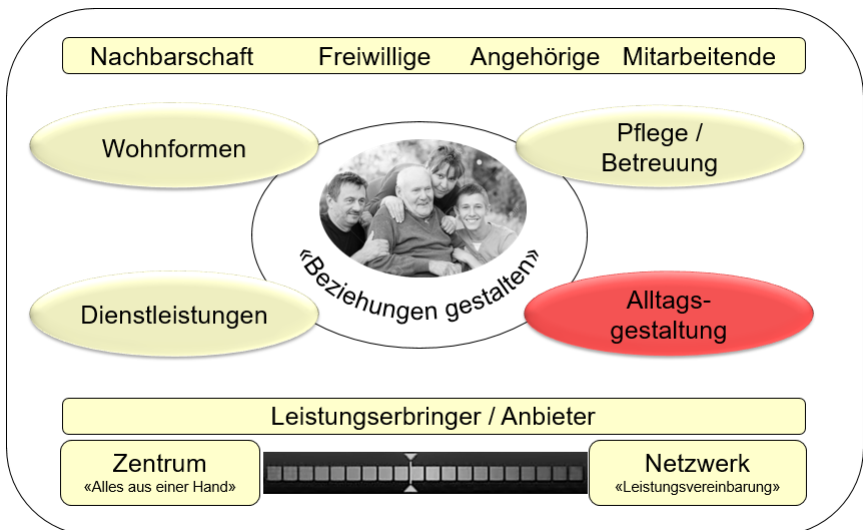 Nachbarschaft Freiwillige Angehörige Mitarbeitende
Wohnformen
Pflege /
Betreuung
«Beziehungen gestalten»
Dienstleistungen
Alltags-
gestaltung
Leistungserbringer / Anbieter
Zentrum
«Alles aus einer Hand»
Netzwerk
«Leistungsvereinbarung»